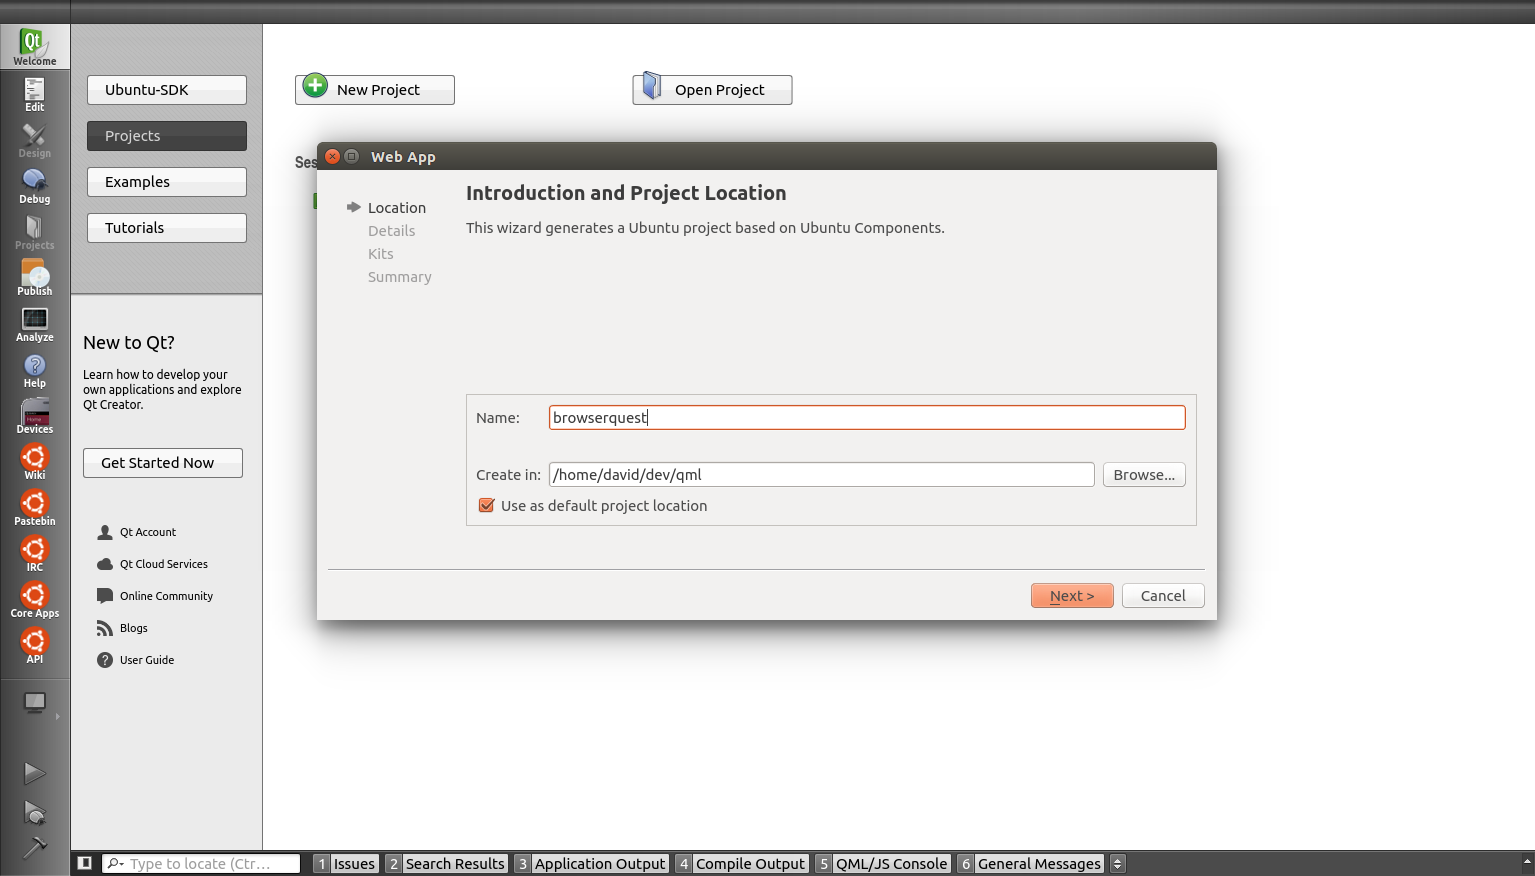 Qt
Welcome
Edit
Design
Debug
Projects
Publish
Analyze
Help
Devices
Wiki
Pastebin
IRC
Core Apps
API
Ubuntu-SDK
Projects
Examples
Tutorials
New to Qt?
Learn how to develop your
own applications and explore
Qt Creator.
Get Started Now
Qt Account
Qt Cloud Services
Online Community
Blogs
User Guide
New Project
Open Project
Ses
Web App
Location
Details
Kits
Summary
Introduction and Project Location
This wizard generates a Ubuntu project based on Ubuntu Components.
Name: browserquest
Create in: /home/david/dev/qml Browse...
Use as default project location
Next > Cancel
Type to locate (Ctr... 1 Issues 2 Search Results 3 Application Output 4 Compile Output 5 QML/JS Console 6 General Messages